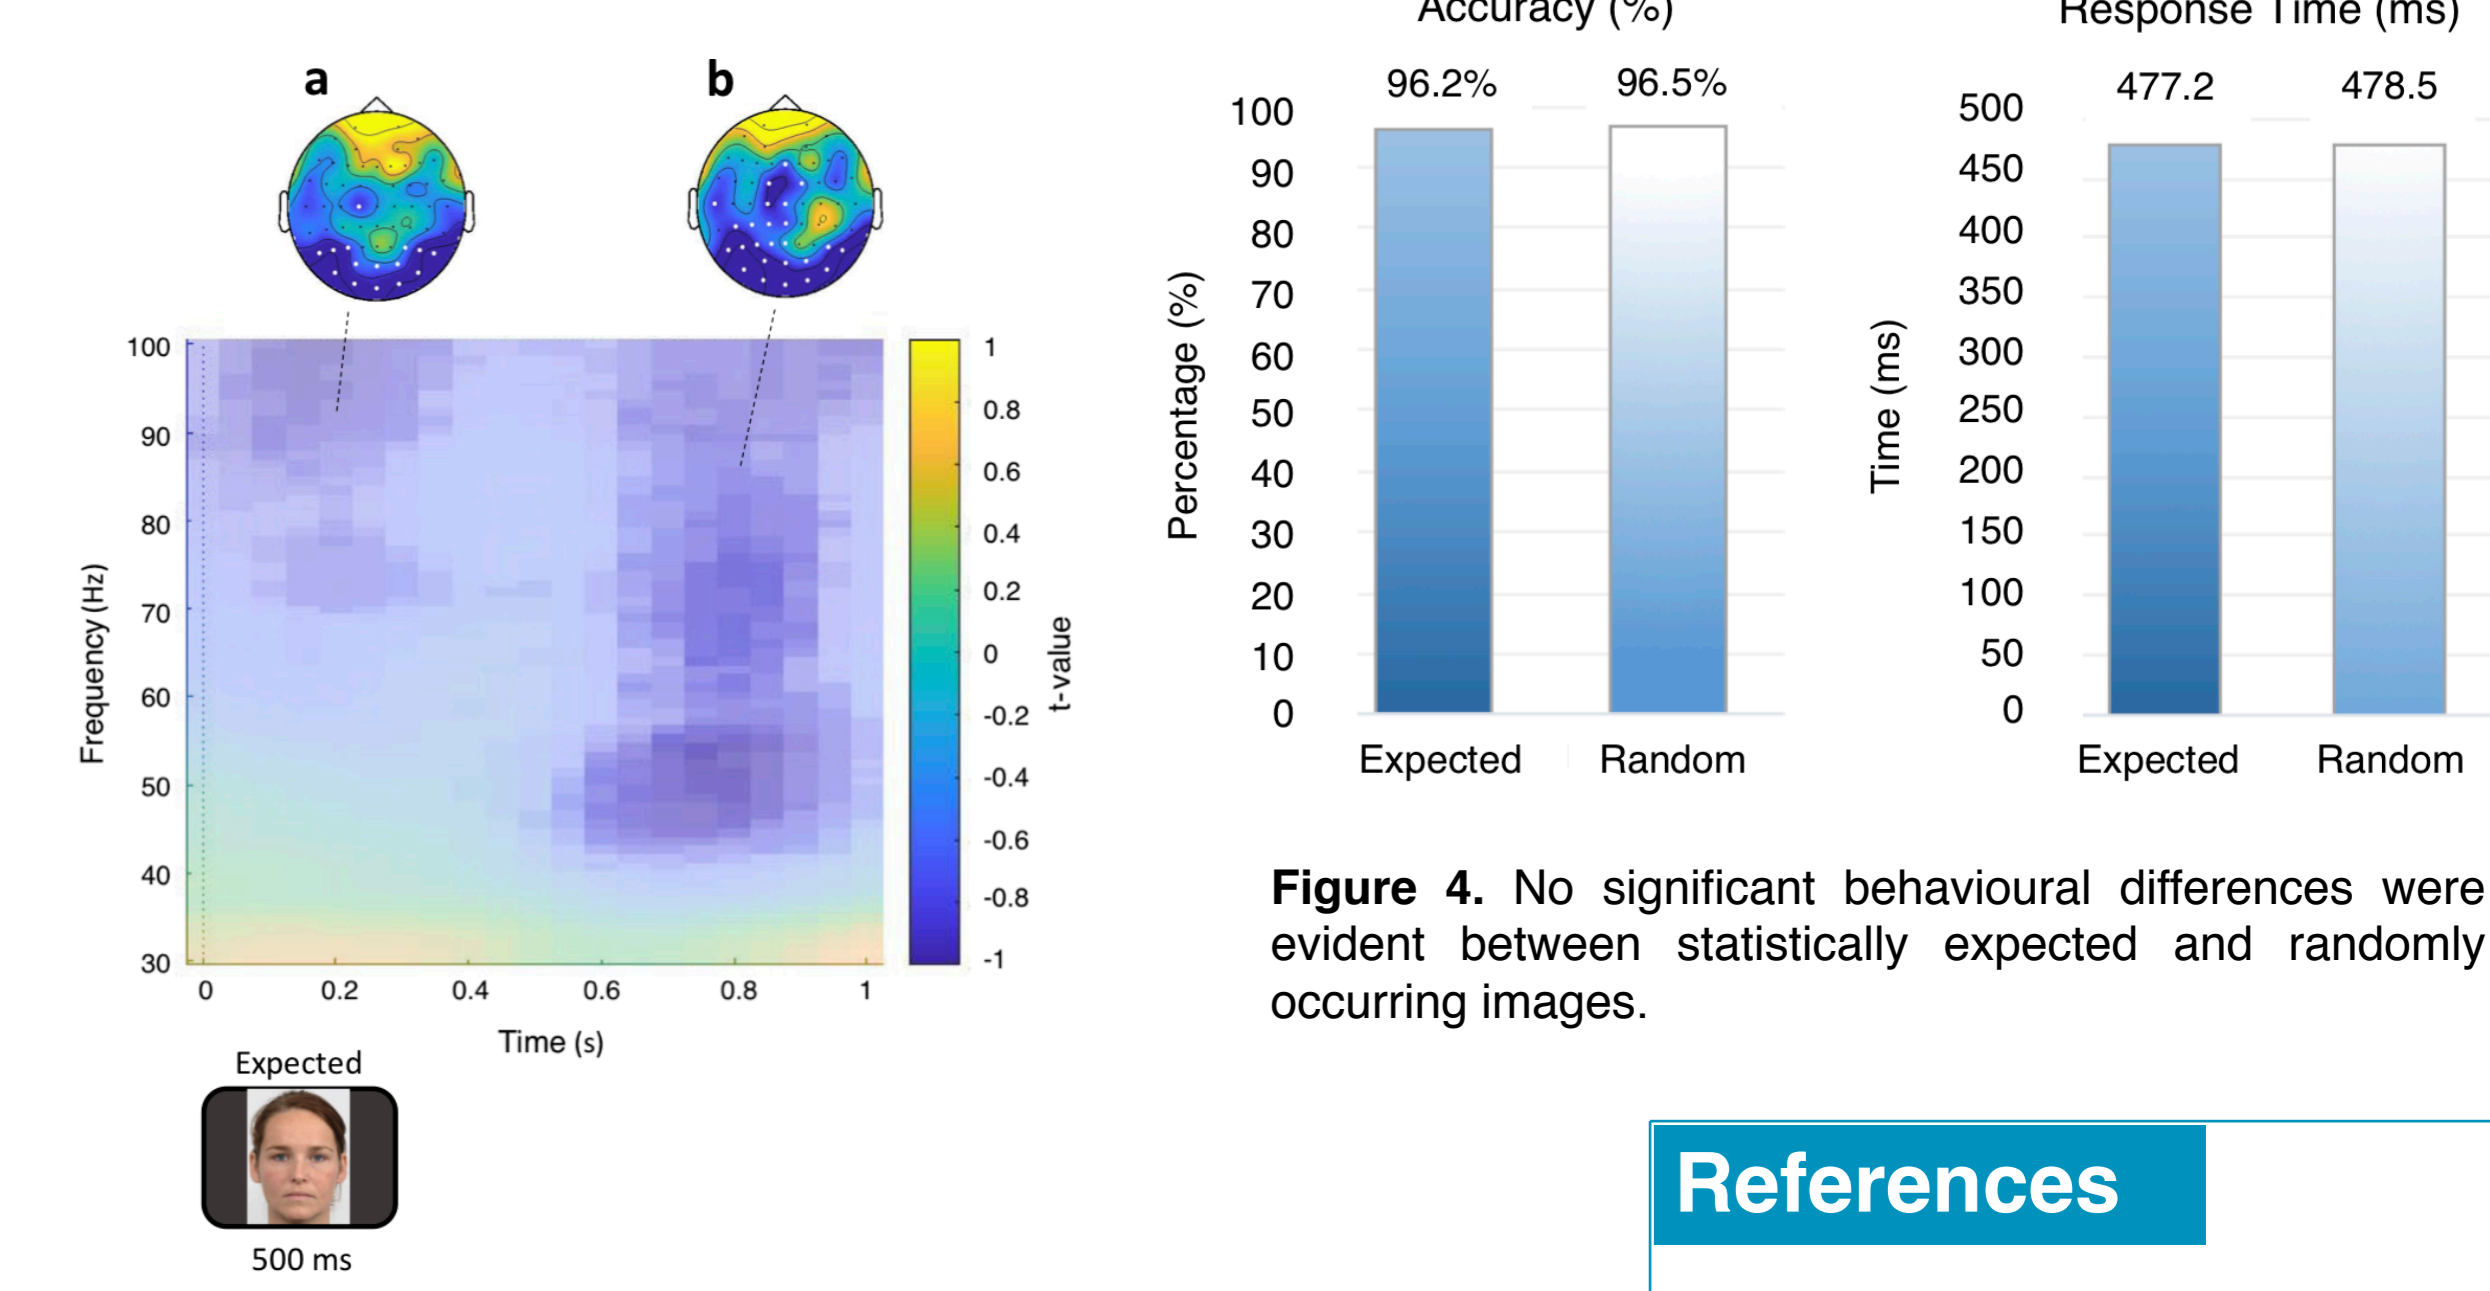 a
b
100
90
80
70
60
50
40
30
Frequency (Hz)
0
0.2
0.4
0.6
0.8
1
Time (s)
1
0.8
0.6
0.4
0.2
0
-0.2
-0.4
-0.6
-0.8
-1
t-value
Expected
500 ms
Accuracy (%)
96.2%
96.5%
100
90
80
70
60
50
40
30
20
10
0
Percentage (%)
Expected
Random
Response Time (ms)
477.2
478.5
500
450
400
350
300
250
200
150
100
50
0
Time (ms)
Expected
Random
Figure 4. No significant behavioural differences were
evident between statistically expected and randomly
occurring images.
References